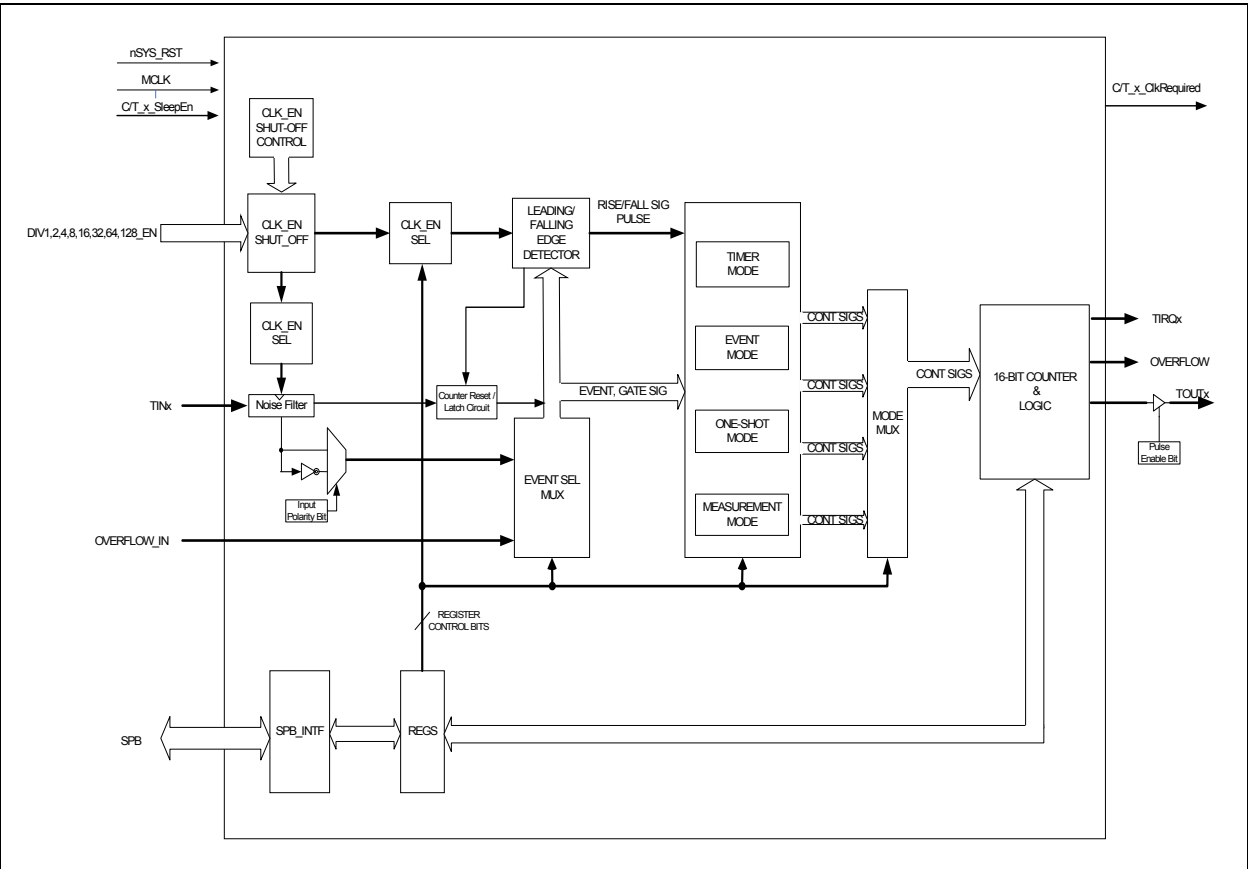 nSYS_RST
MCLK
C/T_x_SleepEn
C/T_x_ClkRequired
CLK_EN
SHUT-OFF
CONTROL
DIV1,2,4,8,16,32,64,128_EN
CLK_EN
SHUT_OFF
CLK_EN
SEL
LEADING/
FALLING
EDGE
DETECTOR
RISE/FALL SIG
PULSE
TIMER
MODE
CLK_EN
SEL
EVENT
MODE
CONT SIGS
CONT SIGS
CONT SIGS
CONT SIGS
MODE
MUX
CONT SIGS
16-BIT COUNTER
&
LOGIC
TIRQx
OVERFLOW
TOUTx
Pulse
Enable Bit
TINx
Noise Filter
Counter Reset /
Latch Circuit
EVENT, GATE SIG
ONE-SHOT
MODE
EVENT SEL
MUX
Input
Polarity Bit
MEASUREMENT
MODE
OVERFLOW_IN
REGISTER
CONTROL BITS
SPB
SPB_INTF
REGS